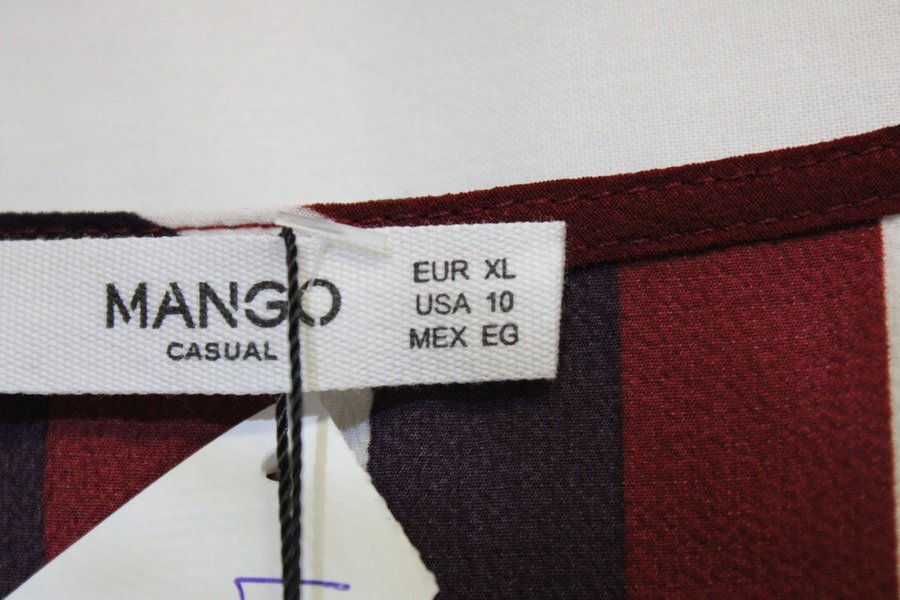 MANGO
CASUAL
EUR XL
USA 10
MEX EG